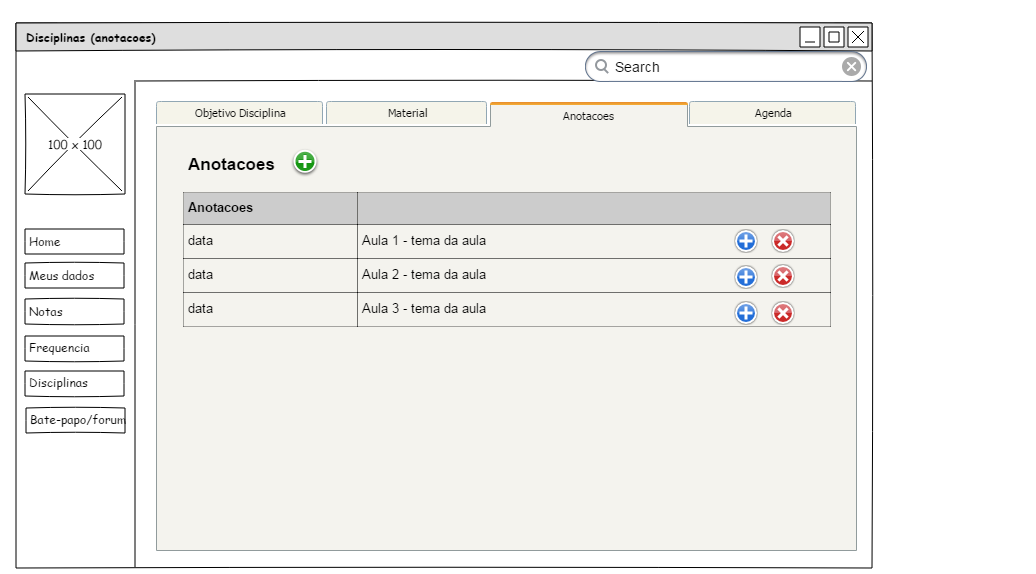 Disciplinas (anotacoes)
Search
100 x 100
Home
Meus dados
Notas
Frequencia
Disciplinas
Bate-papo/forum
Objetivo Disciplina
Material
Anotacoes
Agenda
Anotacoes
Anotacoes
data Aula 1 - tema da aula
data Aula 2 - tema da aula
data Aula 3 - tema da aula